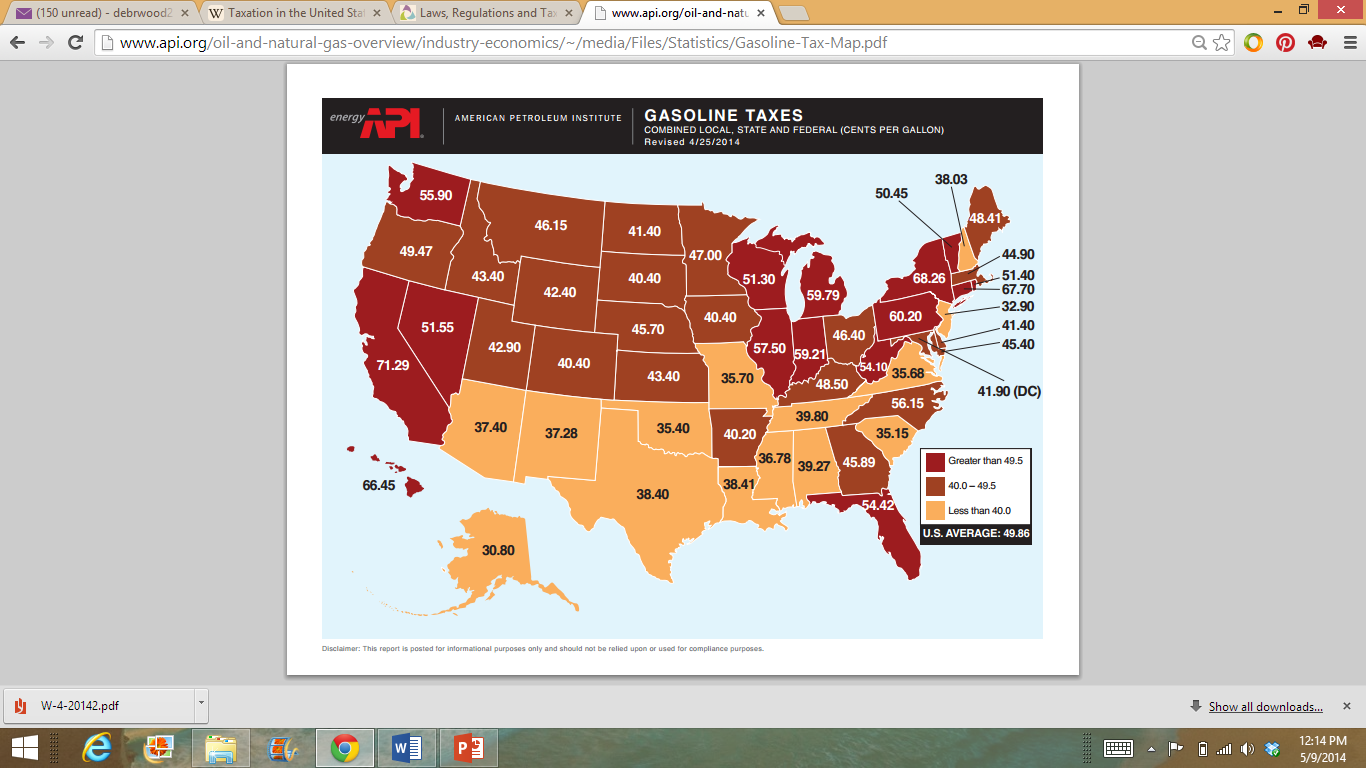 (150 unread) - debrwood2
Taxation in the United Stat
Laws, Regulations and Tax
www.api.org/oil-and-natu
www.api.org/oil-and-natural-gas-overview/industry-economics/~/media/Files/Statistics/Gasoline-Tax-Map.pdf
energy API
AMERICAN PETROLEUM INSTITUTE
GASOLINE TAXES
COMBINED LOCAL, STATE AND FEDERAL (CENTS PER GALLON)
Revised 4/25/2014
38.03
50.45
55.90
48.41
46.15
41.40
49.47
47.00
44.90
43.40
40.40
51.30
68.26
51.40
42.40
59.79
67.70
32.90
51.55
45.70
40.40
60.20
41.40
42.90
46.40
45.40
71.29
40.40
43.40
57.50
59.21
54.10
35.68
35.70
48.50
41.90 (DC)
56.15
37.40
37.28
35.40
40.20
39.80
35.15
36.78
39.27
45.89
66.45
38.40
38.41
54.42
30.80
Greater than 49.5
40.0 – 49.5
Less than 40.0
U.S. AVERAGE: 49.86
Disclaimer: This report is posted for informational purposes only and should not be relied upon or used for compliance purposes.
W-4-20142.pdf
Show all downloads...
12:14 PM
5/9/2014